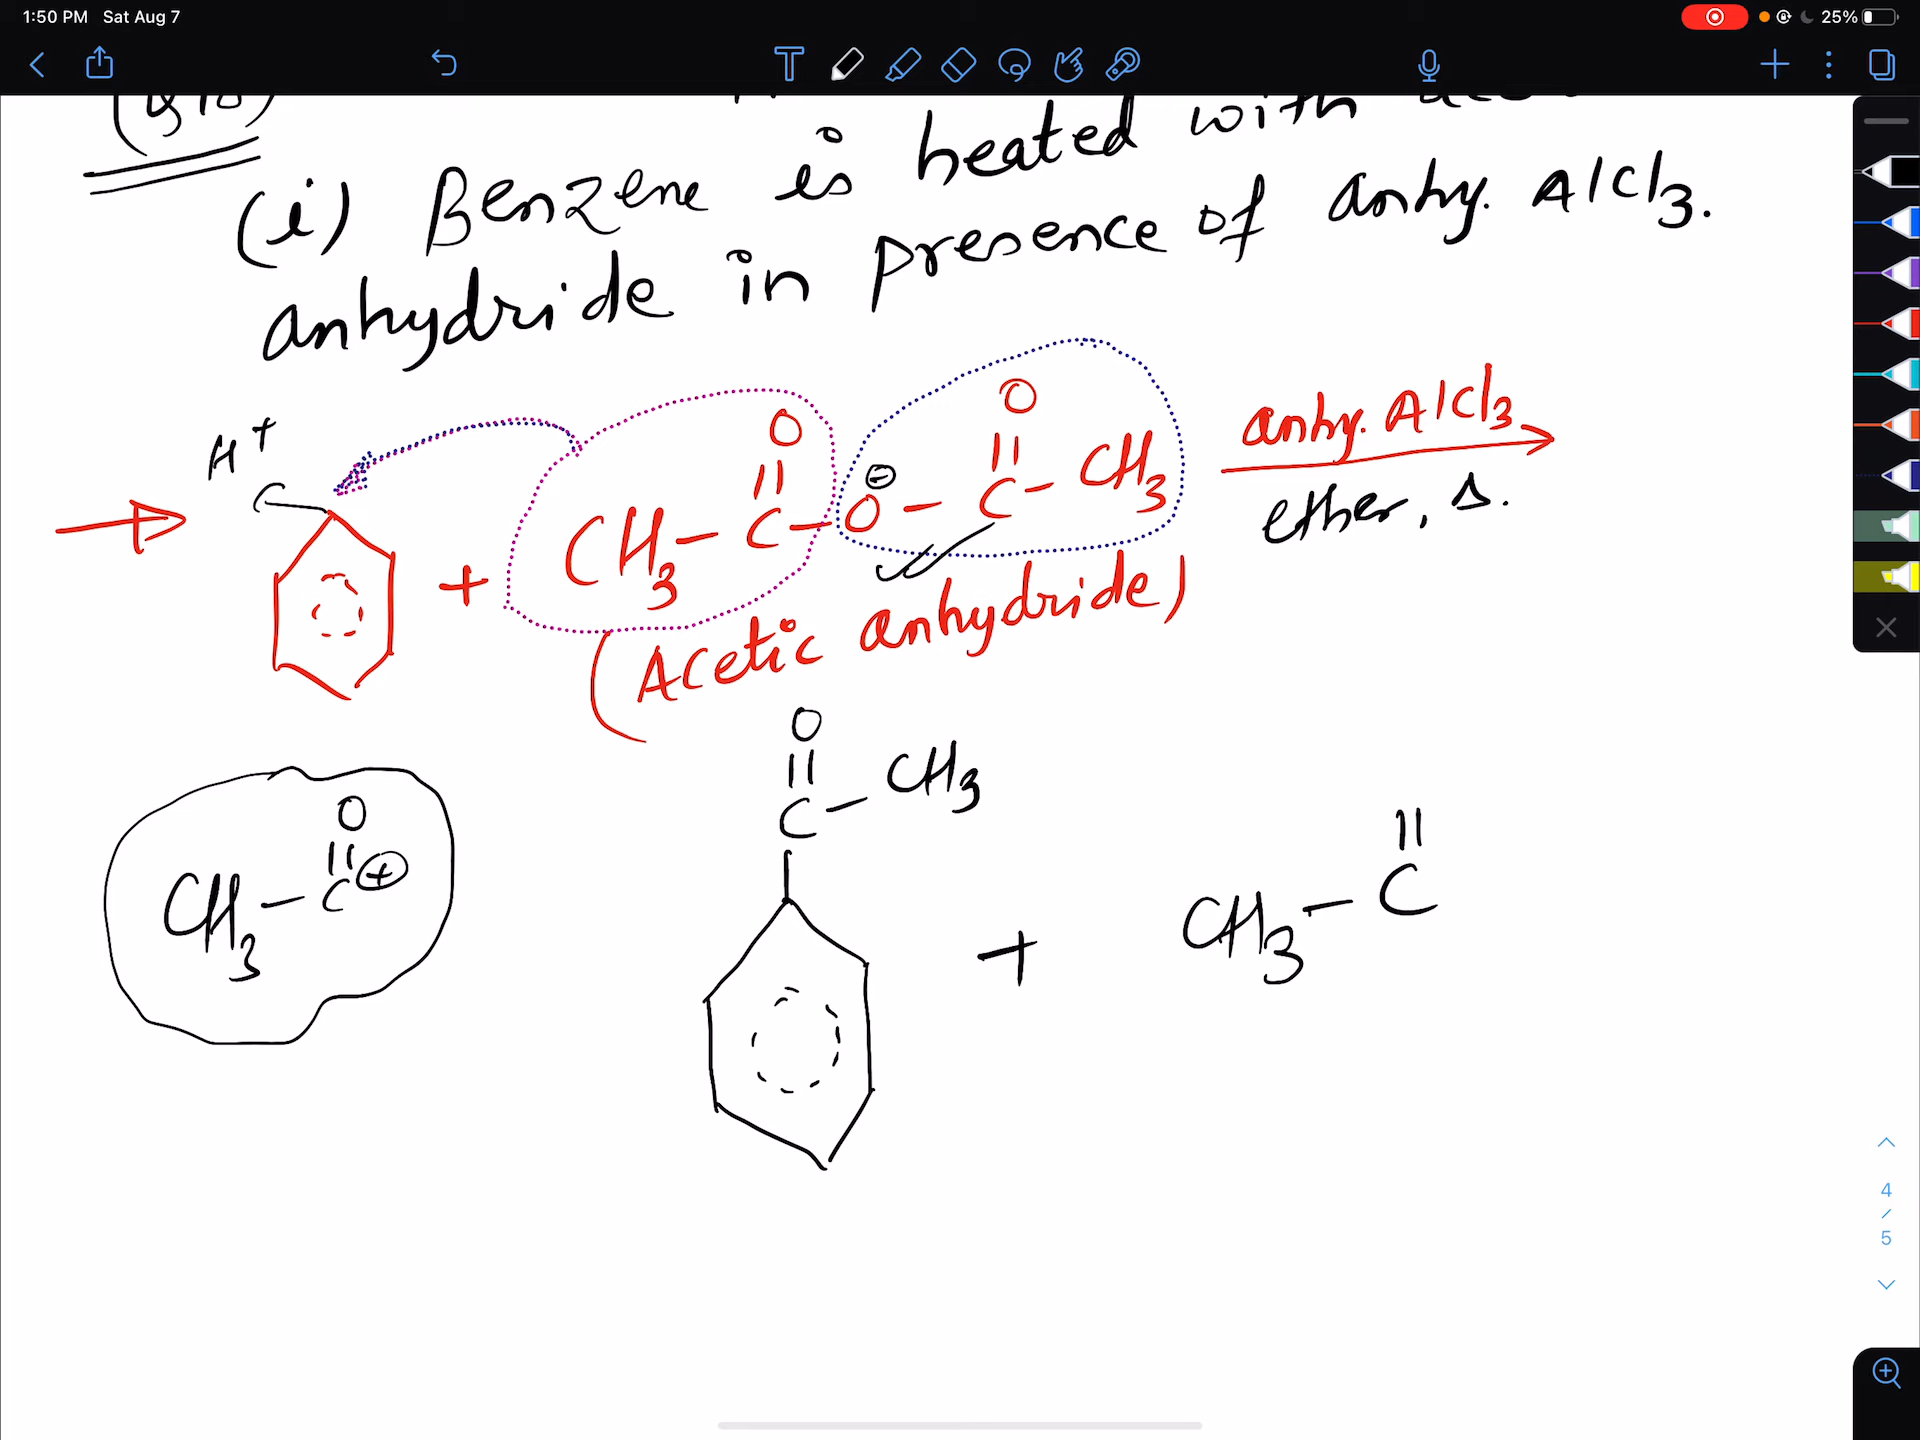 1:50 PM Sat Aug 7
25%
is heated with
(i) Benzene
anhydride in presence of anhy. AlCl3.
H+
O
||
CH3 - C - O⊖ - C - CH3
O
||
+
anhy. AlCl3
ether, Δ.
(Acetic anhydride)
O
||
CH3 - C⊕
O
||
C - CH3
+
||
CH3 - C
4
/
5